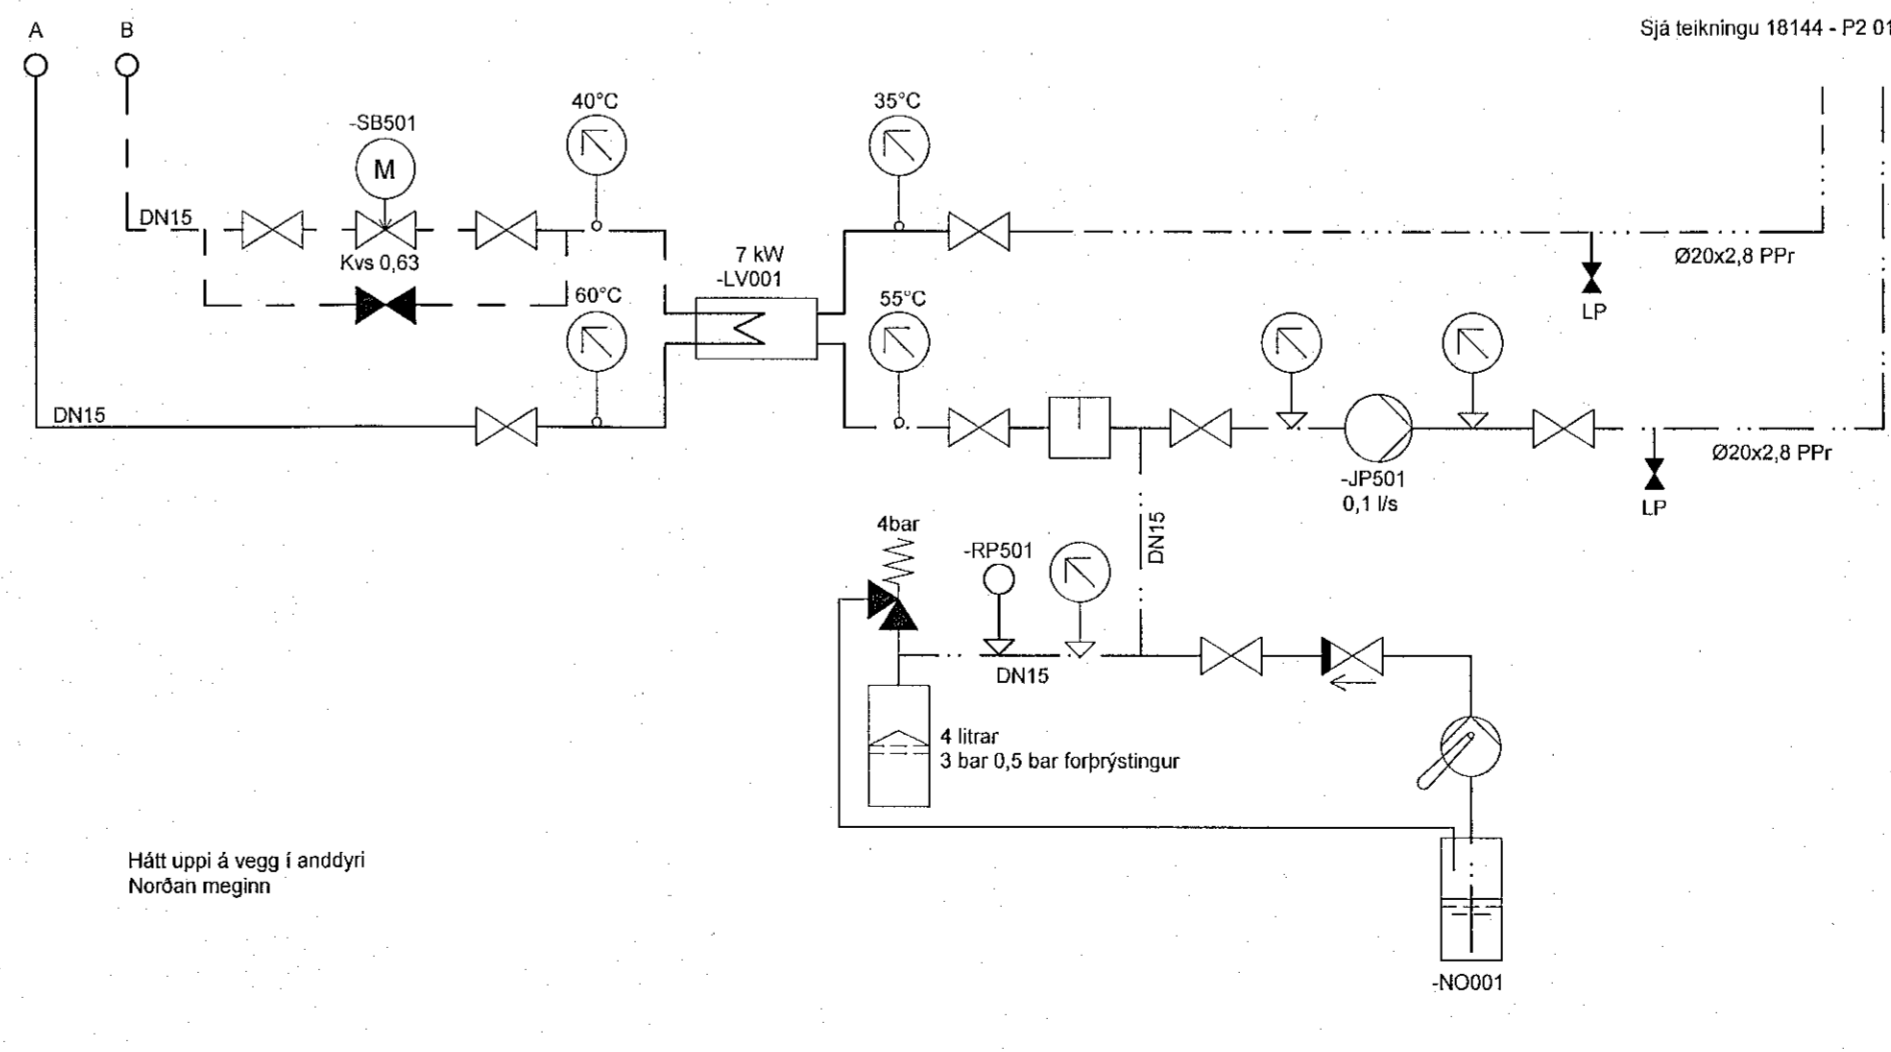 Sjá teikningu 18144 - P2 01
A
B
40°C
35°C
-SB501
M
DN15
Kvs 0,63
7 kW
-LV001
Ø20x2,8 PPr
60°C
55°C
LP
DN15
Ø20x2,8 PPr
-JP501
0,1 l/s
LP
4bar
-RP501
DN15
DN15
4 lítrar
3 bar 0,5 bar forþrýstingur
Hátt uppi á vegg í anddyri
Norðan meginn
-NO001